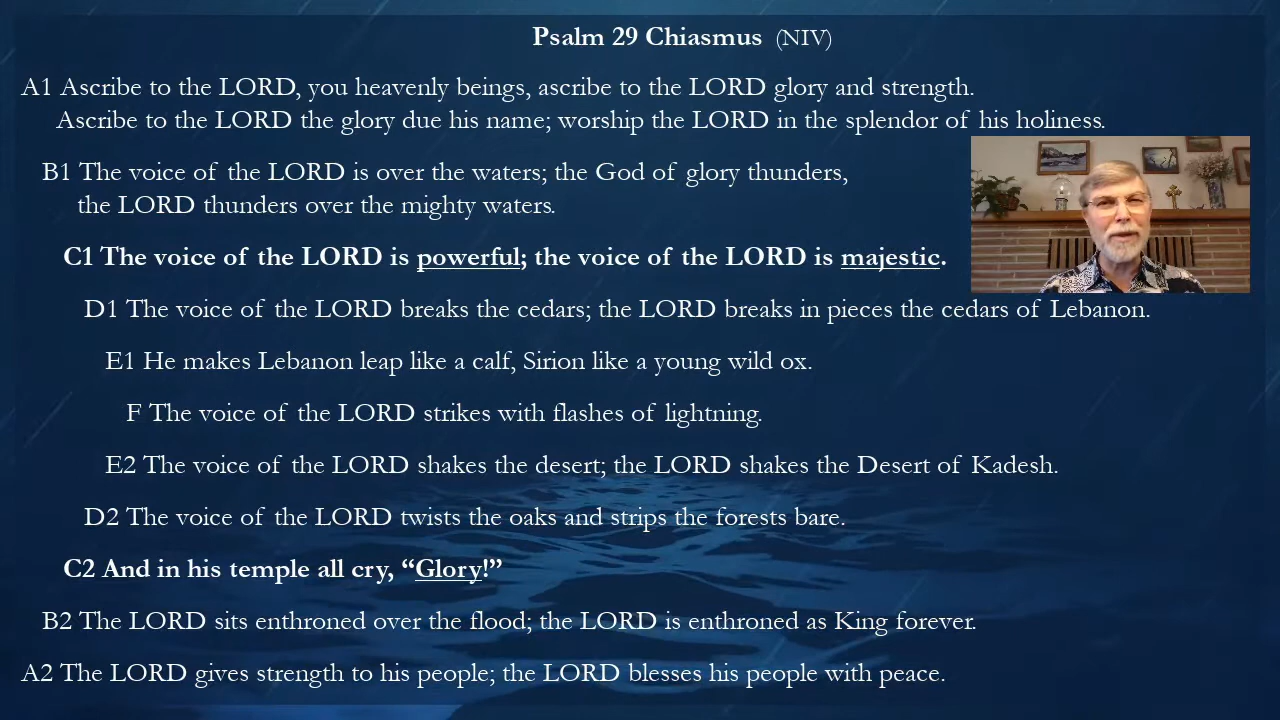 Psalm 29 Chiasmus (NIV)
A1 Ascribe to the LORD, you heavenly beings, ascribe to the LORD glory and strength.
Ascribe to the LORD the glory due his name; worship the LORD in the splendor of his holiness.
B1 The voice of the LORD is over the waters; the God of glory thunders,
the LORD thunders over the mighty waters.
C1 The voice of the LORD is powerful; the voice of the LORD is majestic.
D1 The voice of the LORD breaks the cedars; the LORD breaks in pieces the cedars of Lebanon.
E1 He makes Lebanon leap like a calf, Sirion like a young wild ox.
F The voice of the LORD strikes with flashes of lightning.
E2 The voice of the LORD shakes the desert; the LORD shakes the Desert of Kadesh.
D2 The voice of the LORD twists the oaks and strips the forests bare.
C2 And in his temple all cry, “Glory!”
B2 The LORD sits enthroned over the flood; the LORD is enthroned as King forever.
A2 The LORD gives strength to his people; the LORD blesses his people with peace.